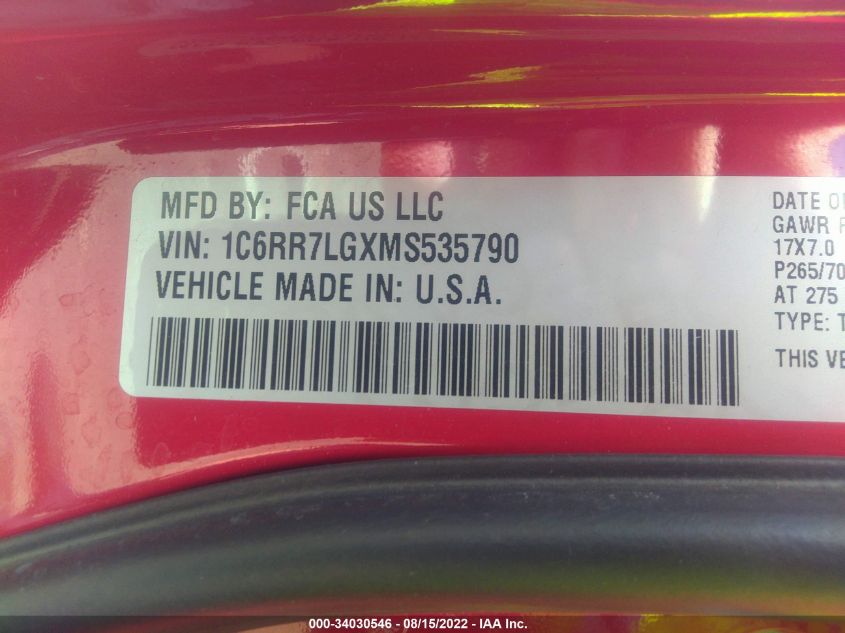 MFD BY: FCA US LLC
VIN: 1C6RR7LGXMS535790
VEHICLE MADE IN: U.S.A.
DATE
GAWR
17X7.0
P265/70
AT 275
TYPE:
THIS
000-34030546 - 08/15/2022 - IAA Inc.